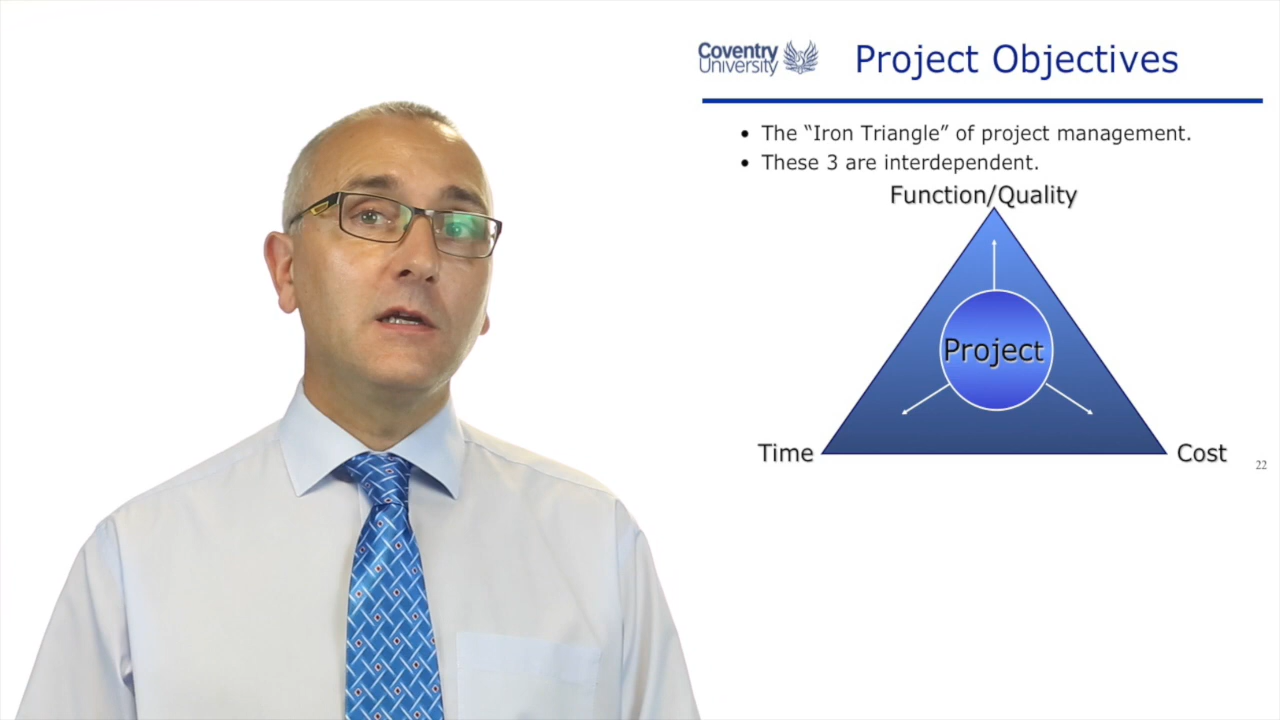 Coventry
University
Project Objectives
• The “Iron Triangle” of project management.
• These 3 are interdependent.
Function/Quality
Project
Time
Cost
22